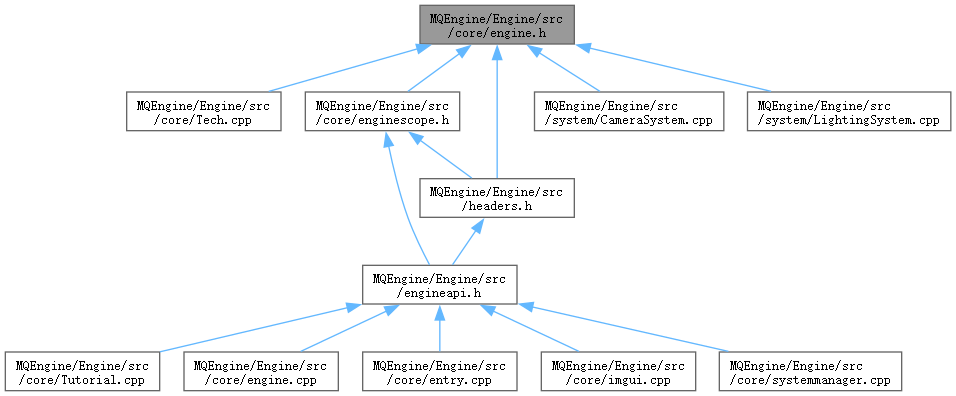 MQEngine/Engine/src
/core/engine.h
MQEngine/Engine/src
/core/Tech.cpp
MQEngine/Engine/src
/core/enginescope.h
MQEngine/Engine/src
/system/CameraSystem.cpp
MQEngine/Engine/src
/system/LightingSystem.cpp
MQEngine/Engine/src
/headers.h
MQEngine/Engine/src
/engineapi.h
MQEngine/Engine/src
/core/Tutorial.cpp
MQEngine/Engine/src
/core/engine.cpp
MQEngine/Engine/src
/core/entry.cpp
MQEngine/Engine/src
/core/imgui.cpp
MQEngine/Engine/src
/core/systemmanager.cpp